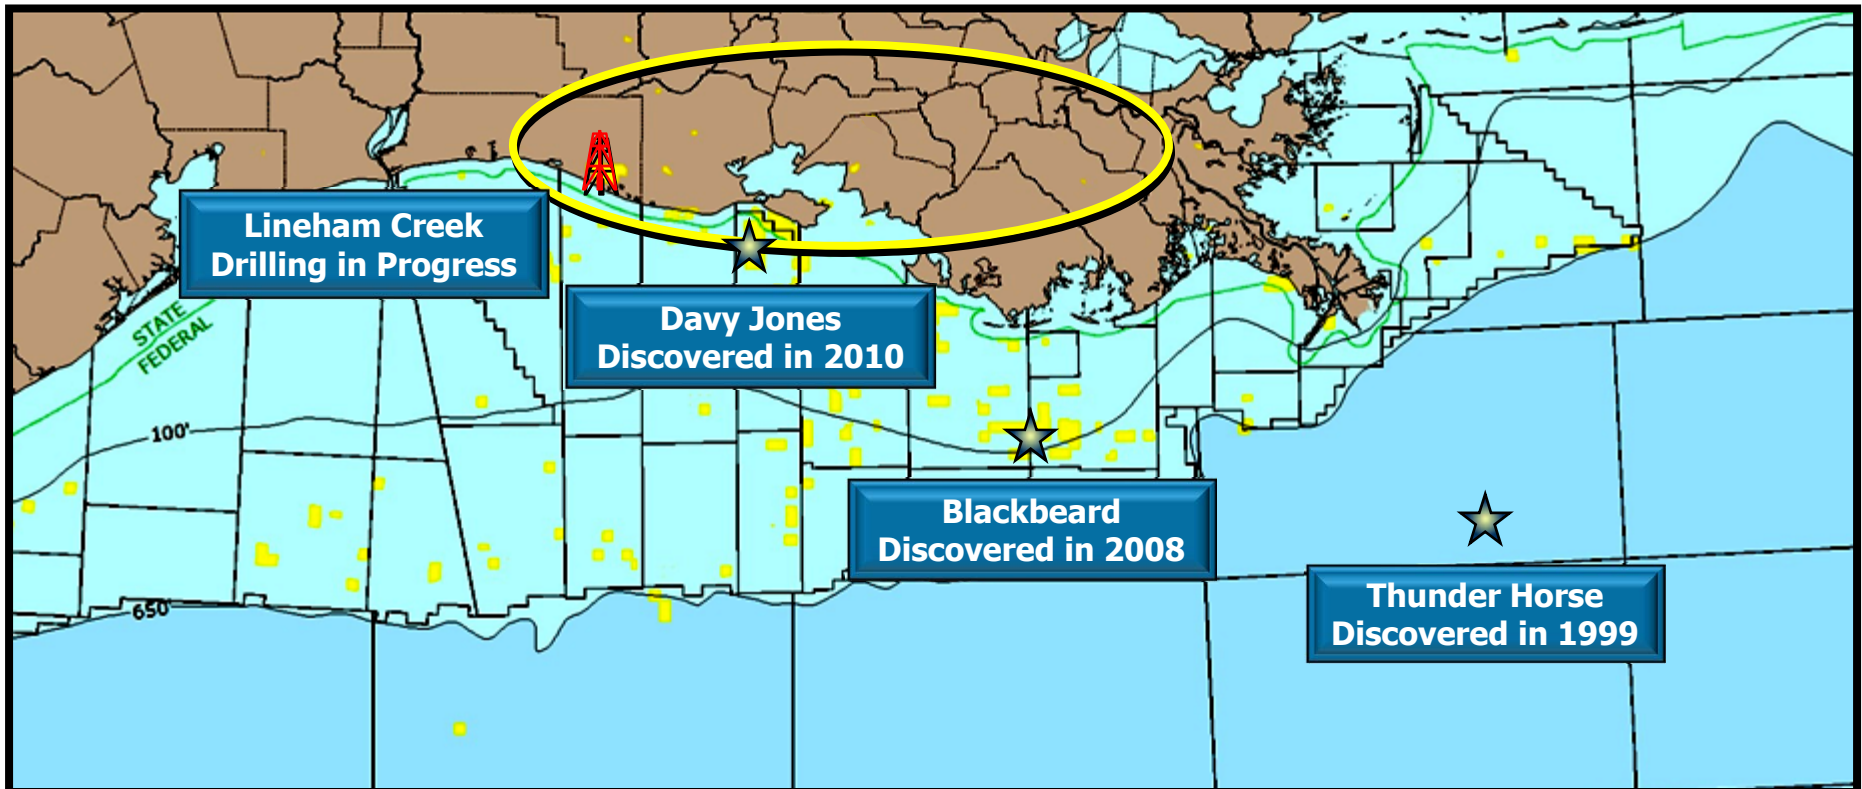 Lineham Creek
Drilling in Progress
Davy Jones
Discovered in 2010
STATE
FEDERAL
100'
Blackbeard
Discovered in 2008
Thunder Horse
Discovered in 1999
650'